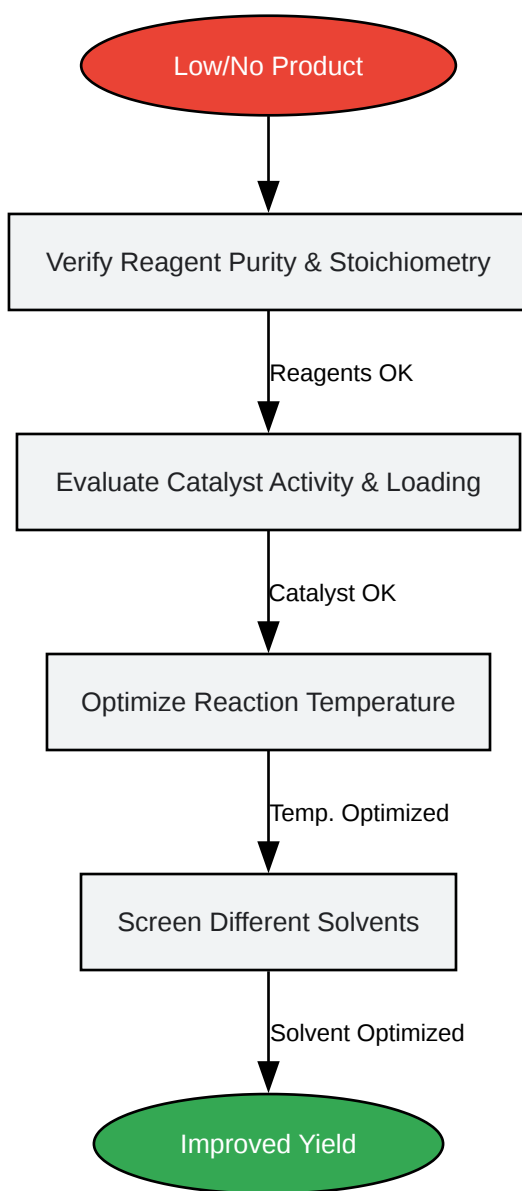 Low/No Product
Verify Reagent Purity & Stoichiometry
Reagents OK
Evaluate Catalyst Activity & Loading
Catalyst OK
Optimize Reaction Temperature
Temp. Optimized
Screen Different Solvents
Solvent Optimized
Improved Yield